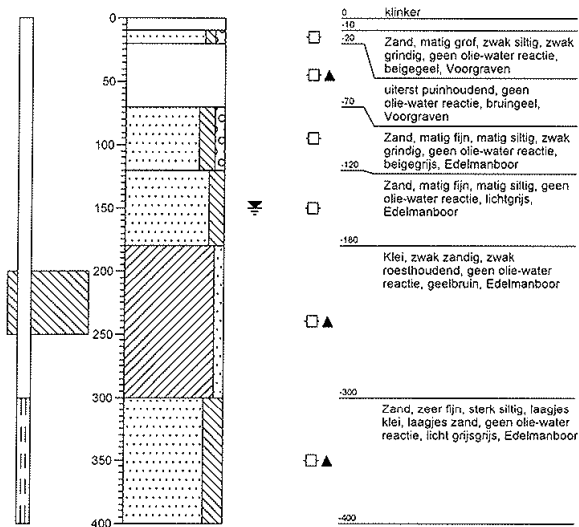 0
50
100
150
200
250
300
350
400
0 klinker
-10
-20
Zand, matig grof, zwak siltig, zwak
grindig, geen olie-water reactie,
beigegeel, Voorgraven
uiterst puinhoudend, geen
olie-water reactie, bruingeel,
Voorgraven
-70
Zand, matig fijn, matig siltig, zwak
grindig, geen olie-water reactie,
beigegrijs, Edelmanboor
-120
Zand, matig fijn, matig siltig, geen
olie-water reactie, lichtgrijs,
Edelmanboor
-180
Klei, zwak zandig, zwak
roesthoudend, geen olie-water
reactie, geelbruin, Edelmanboor
-300
Zand, zeer fijn, sterk siltig, laagjes
klei, laagjes zand, geen olie-water
reactie, licht grijsgrijs, Edelmanboor
-400